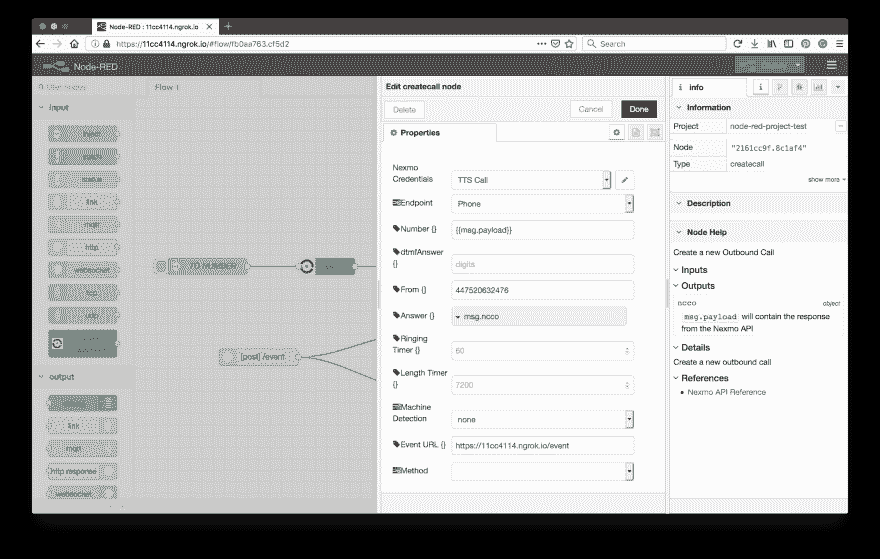 Node-RED : 11cc4114.ngrok.io
https://11cc4114.ngrok.io/#flow/fb0aa763.cf5d2
Search
Node-RED
Flow 1
input
link
mqtt
http
websocket
tcp
udp
output
link
mqtt
http response
websocket
TO NUMBER
[post] /event
Edit createcall node
Delete
Cancel
Done
Properties
Nexmo
Credentials
TTS Call
Endpoint
Phone
Number {}
{{msg.payload}}
dtmfAnswer
{}
digits
From {}
447520632476
Answer {}
msg.ncco
Ringing
Timer {}
60
Length Timer
{}
7200
Machine
Detection
none
Event URL {}
https://11cc4114.ngrok.io/event
Method
info
Information
Project
node-red-project-test
Node
"2161cc9f.8c1af4"
Type
createcall
show more
Description
Node Help
Create a new Outbound Call
Inputs
Outputs
ncco
object
msg.payload will contain the response
from the Nexmo API
Details
Create a new outbound call
References
Nexmo API Reference